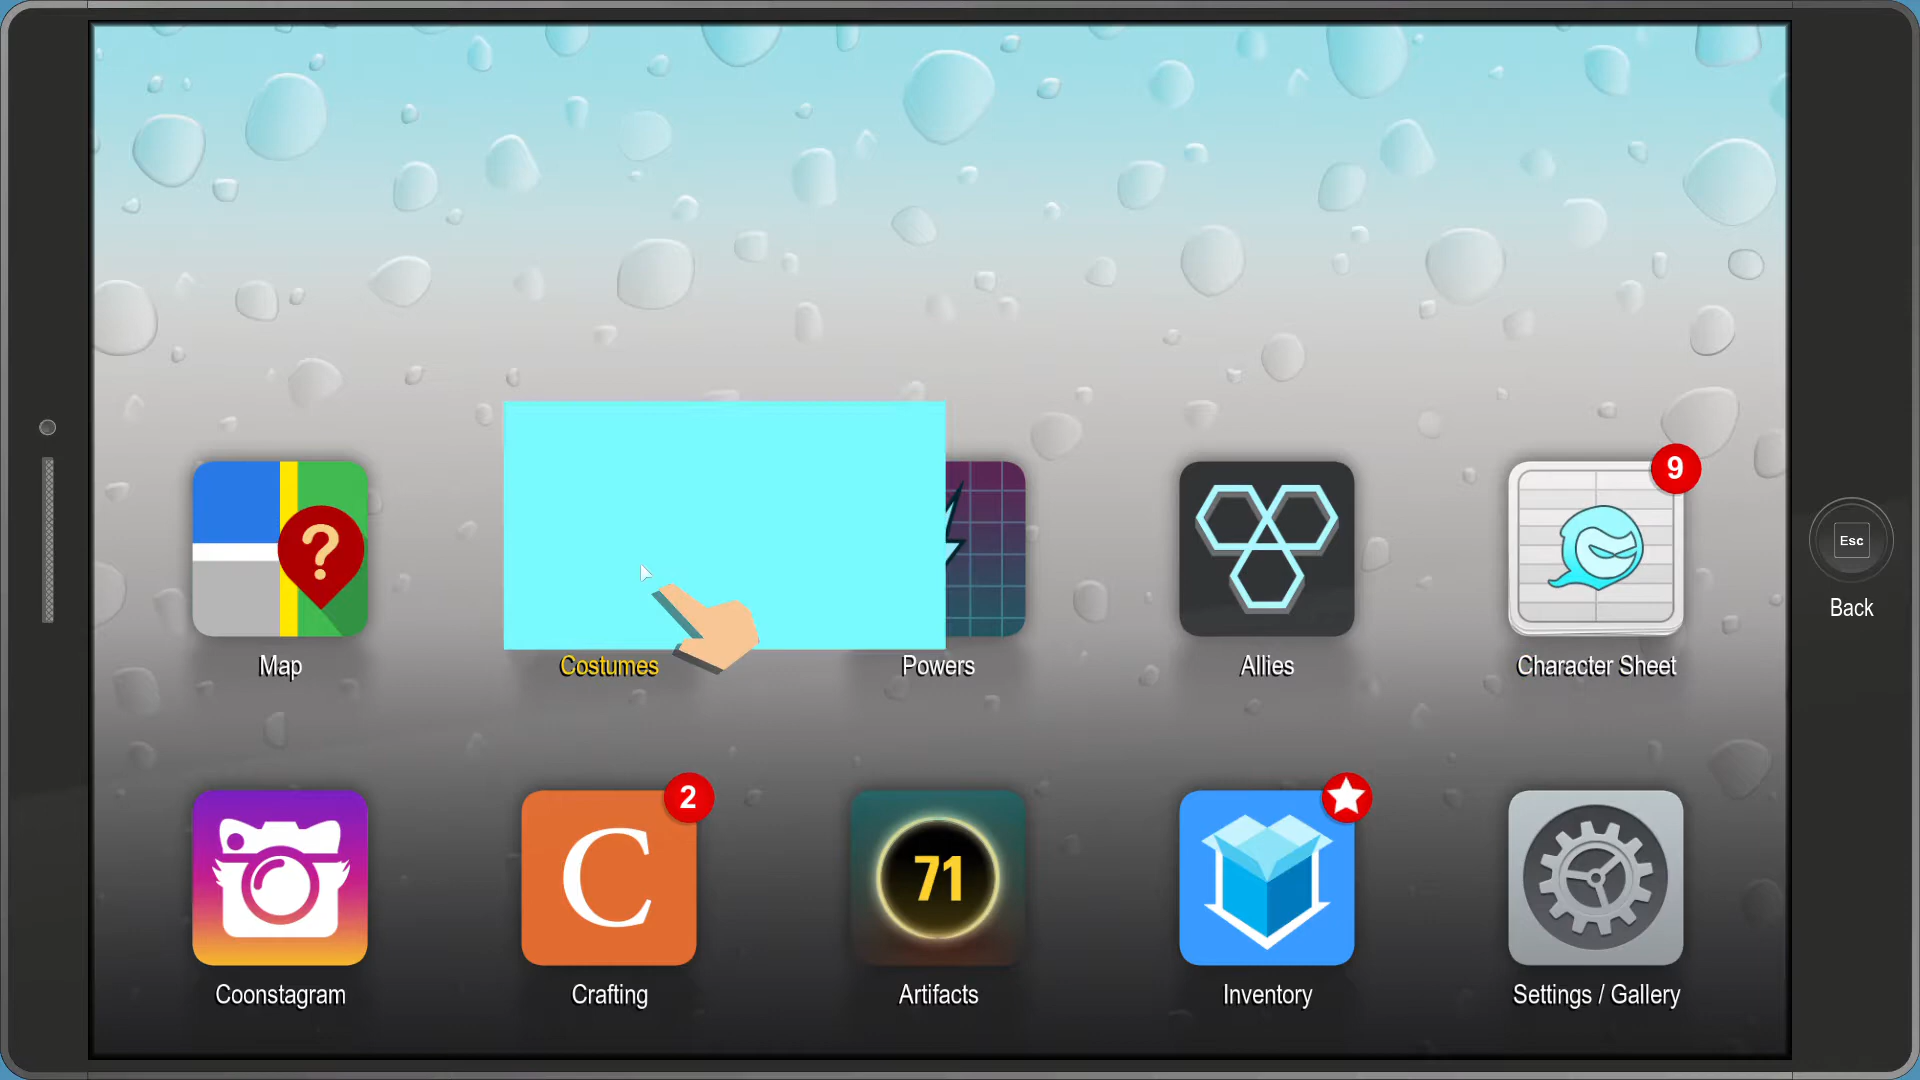 9
?
Esc
Map
Costumes
Powers
Allies
Character Sheet
Back
2
C
71
Coonstagram
Crafting
Artifacts
Inventory
Settings / Gallery